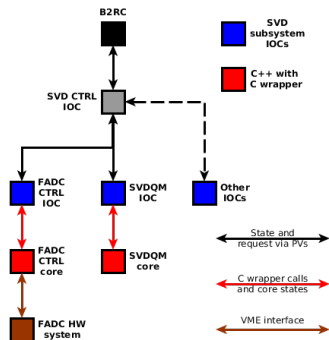 B2RC
SVD
subsystem
IOCs
C++ with
C wrapper
SVD CTRL
IOC
FADC
CTRL
IOC
SVDQM
IOC
Other
IOCs
State and
request via PVs
FADC
CTRL
core
SVDQM
core
C wrapper calls
and core states
VME interface
FADC HW
system